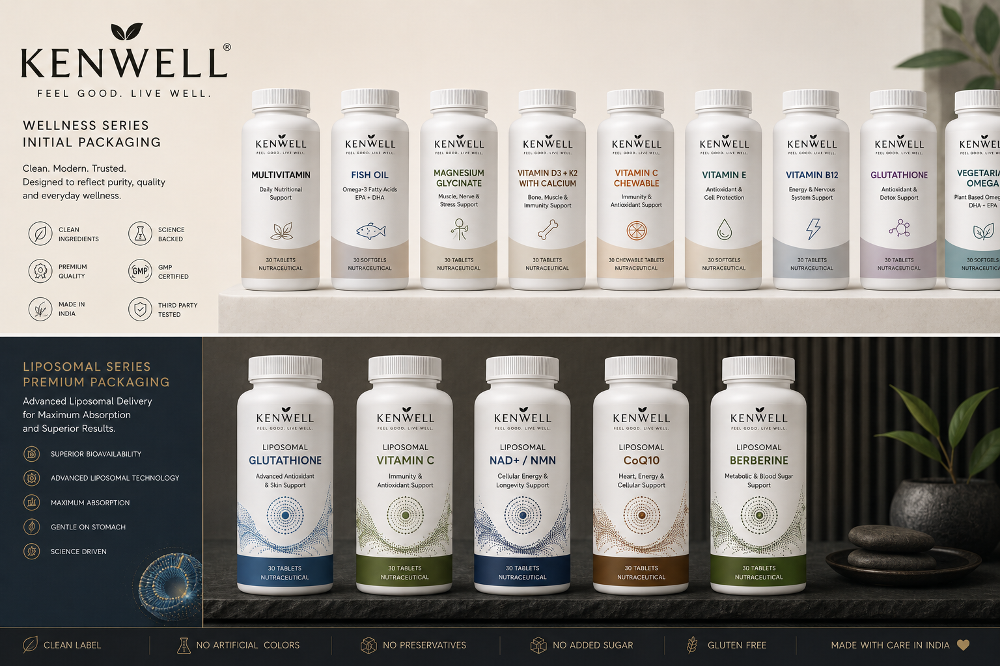 KENWELL®
FEEL GOOD. LIVE WELL.
WELLNESS SERIES
INITIAL PACKAGING
Clean. Modern. Trusted.
Designed to reflect purity, quality
and everyday wellness.
CLEAN
INGREDIENTS
SCIENCE
BACKED
PREMIUM
QUALITY
GMP
GMP
CERTIFIED
MADE IN
INDIA
THIRD PARTY
TESTED
KENWELL
FEEL GOOD. LIVE WELL.
MULTIVITAMIN
Daily Nutritional
Support
30 TABLETS
NUTRACEUTICAL
KENWELL
FEEL GOOD. LIVE WELL.
FISH OIL
Omega-3 Fatty Acids
EPA + DHA
30 SOFTGELS
NUTRACEUTICAL
KENWELL
FEEL GOOD. LIVE WELL.
MAGNESIUM
GLYCINATE
Muscle, Nerve &
Stress Support
30 TABLETS
NUTRACEUTICAL
KENWELL
FEEL GOOD. LIVE WELL.
VITAMIN D3 + K2
WITH CALCIUM
Bone, Muscle &
Immunity Support
30 TABLETS
NUTRACEUTICAL
KENWELL
FEEL GOOD. LIVE WELL.
VITAMIN C
CHEWABLE
Immunity &
Antioxidant Support
30 CHEWABLE TABLETS
NUTRACEUTICAL
KENWELL
FEEL GOOD. LIVE WELL.
VITAMIN E
Antioxidant &
Cell Protection
30 SOFTGELS
NUTRACEUTICAL
KENWELL
FEEL GOOD. LIVE WELL.
VITAMIN B12
Energy & Nervous
System Support
30 TABLETS
NUTRACEUTICAL
KENWELL
FEEL GOOD. LIVE WELL.
GLUTATHIONE
Antioxidant &
Detox Support
30 TABLETS
NUTRACEUTICAL
KENWE
FEEL GOOD. LIVE WE
VEGETARIA
OMEGA
Plant Based Omeg
DHA + EPA
30 SOFTGELS
NUTRACEUTICA
LIPOSOMAL SERIES
PREMIUM PACKAGING
Advanced Liposomal Delivery
for Maximum Absorption
and Superior Results.
SUPERIOR BIOAVAILABILITY
ADVANCED LIPOSOMAL TECHNOLOGY
MAXIMUM ABSORPTION
GENTLE ON STOMACH
SCIENCE DRIVEN
KENWELL
FEEL GOOD. LIVE WELL.
LIPOSOMAL
GLUTATHIONE
Advanced Antioxidant
& Skin Support
30 TABLETS
NUTRACEUTICAL
KENWELL
FEEL GOOD. LIVE WELL.
LIPOSOMAL
VITAMIN C
Immunity &
Antioxidant Support
30 TABLETS
NUTRACEUTICAL
KENWELL
FEEL GOOD. LIVE WELL.
LIPOSOMAL
NAD+ / NMN
Cellular Energy &
Longevity Support
30 TABLETS
NUTRACEUTICAL
KENWELL
FEEL GOOD. LIVE WELL.
LIPOSOMAL
CoQ10
Heart, Energy &
Cellular Support
30 TABLETS
NUTRACEUTICAL
KENWELL
FEEL GOOD. LIVE WELL.
LIPOSOMAL
BERBERINE
Metabolic & Blood Sugar
Support
30 TABLETS
NUTRACEUTICAL
CLEAN LABEL
NO ARTIFICIAL COLORS
NO PRESERVATIVES
NO ADDED SUGAR
GLUTEN FREE
MADE WITH CARE IN INDIA